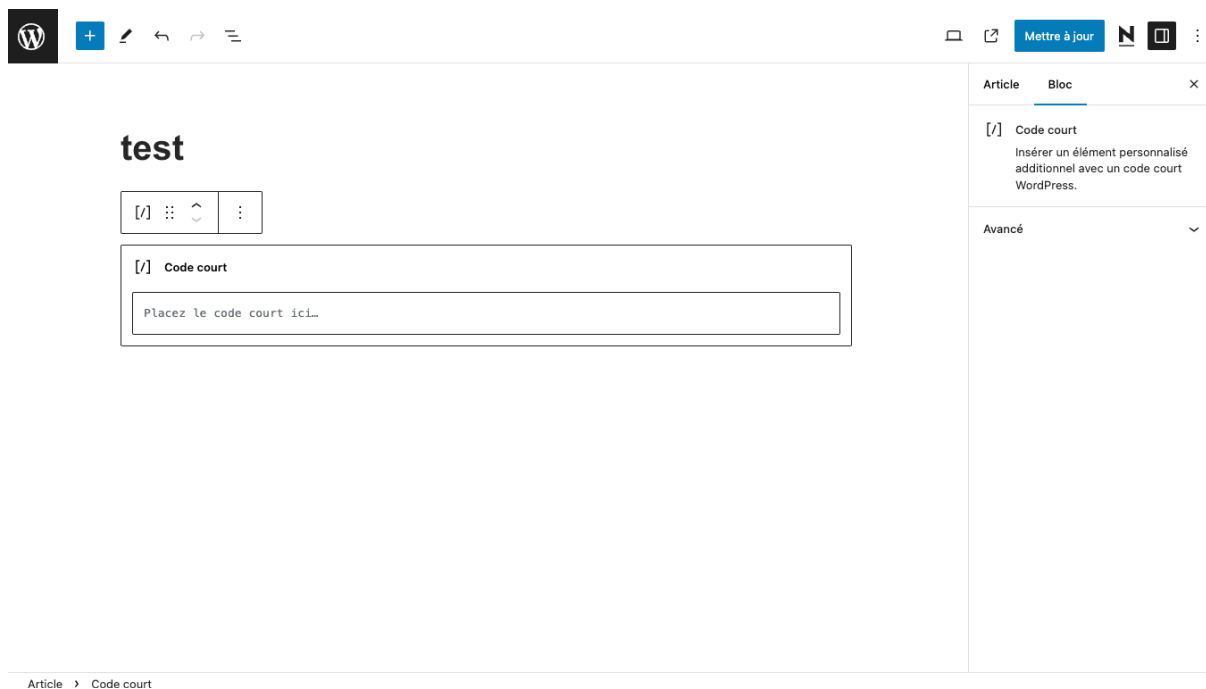 Mettre à jour
Article
Bloc
test
[/] Code court
Insérer un élément personnalisé
additionnel avec un code court
WordPress.
Avancé
[/]
[/] Code court
Placez le code court ici…
Article › Code court